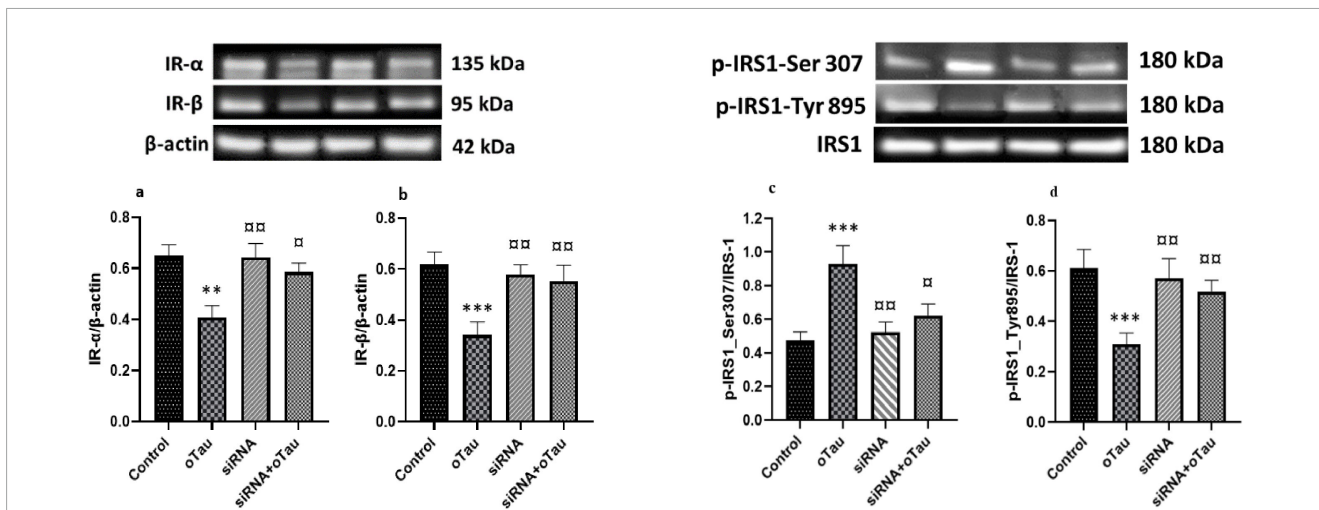 IR-α 135 kDa
IR-β 95 kDa
β-actin 42 kDa
p-IRS1-Ser 307 180 kDa
p-IRS1-Tyr 895 180 kDa
IRS1 180 kDa
a
IR-α/β-actin
0.8
0.6
0.4
0.2
0.0
**
¤¤
¤
Control
oTau
siRNA
siRNA+oTau
b
IR-β/β-actin
0.8
0.6
0.4
0.2
0.0
***
¤¤
¤¤
Control
oTau
siRNA
siRNA+oTau
c
p-IRS1_Ser307/IRS-1
1.2
1.0
0.8
0.6
0.4
0.2
0.0
***
¤¤
¤
Control
oTau
siRNA
siRNA+oTau
d
p-IRS1_Tyr895/IRS-1
0.8
0.6
0.4
0.2
0.0
***
¤¤
¤¤
Control
oTau
siRNA
siRNA+oTau